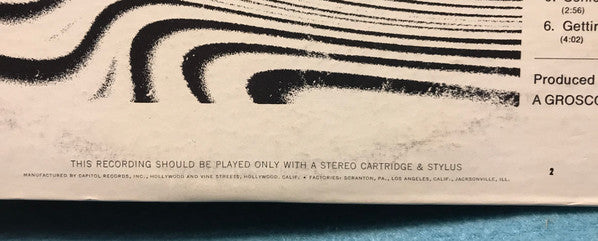 (2:56)
6. Gettin
(4:02)
Produced
A GROSCO
THIS RECORDING SHOULD BE PLAYED ONLY WITH A STEREO CARTRIDGE & STYLUS
MANUFACTURED BY CAPITOL RECORDS, INC., HOLLYWOOD AND VINE STREETS, HOLLYWOOD, CALIF. • FACTORIES: SCRANTON, PA., LOS ANGELES, CALIF., JACKSONVILLE, ILL.
2